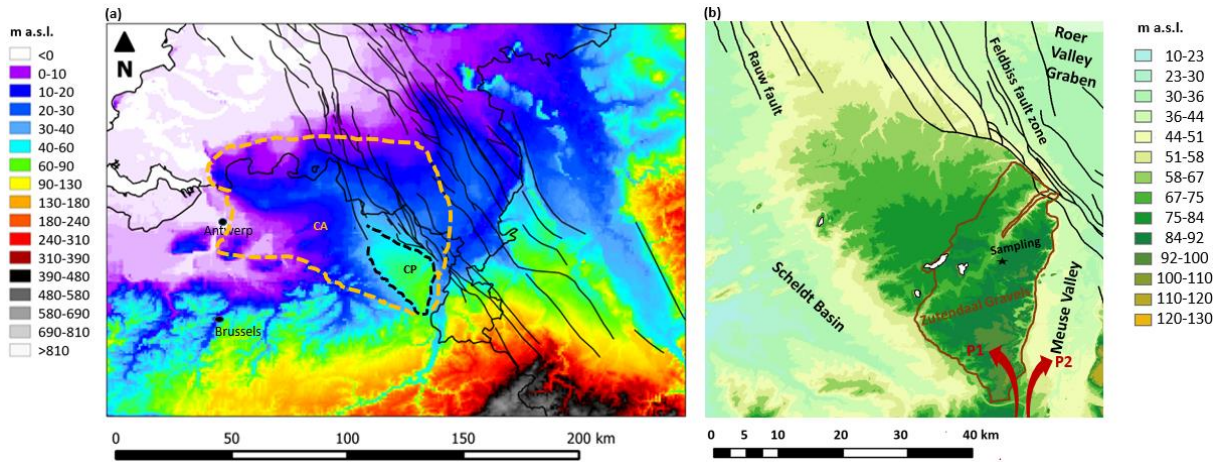 (a)
m a.s.l.
<0
0-10
10-20
20-30
30-40
40-60
60-90
90-130
130-180
180-240
240-310
310-390
390-480
480-580
580-690
690-810
>810
N
Antwerp
CA
CP
Brussels
0 50 100 150 200 km
(b)
Rauw fault
Feldbiss fault zone
Roer
Valley
Graben
Sampling
Scheldt Basin
Zutendaal Gravels
Meuse Valley
P1
P2
0 5 10 20 30 40 km
m a.s.l.
10-23
23-30
30-36
36-44
44-51
51-58
58-67
67-75
75-84
84-92
92-100
100-110
110-120
120-130